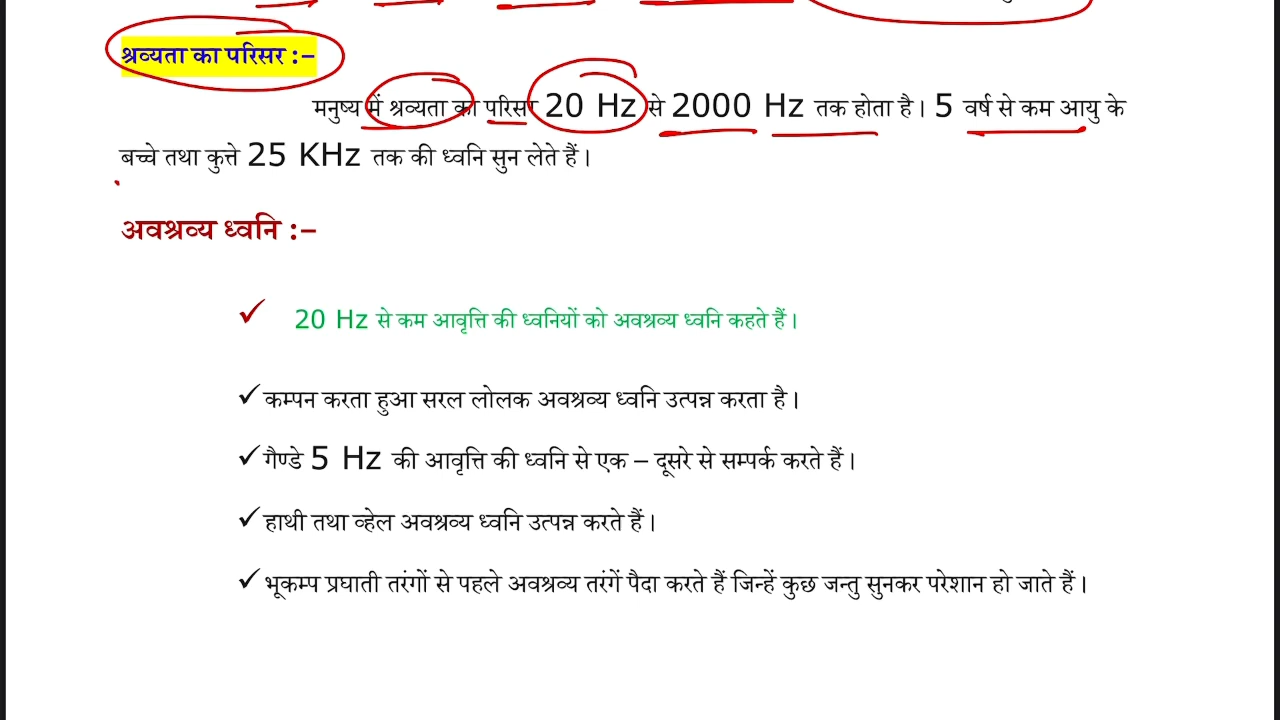 श्रव्यता का परिसर :–
मनुष्य में श्रव्यता का परिसर 20 Hz से 2000 Hz तक होता है। 5 वर्ष से कम आयु के
बच्चे तथा कुत्ते 25 KHz तक की ध्वनि सुन लेते हैं।
अवश्रव्य ध्वनि :–
✓ 20 Hz से कम आवृत्ति की ध्वनियों को अवश्रव्य ध्वनि कहते हैं।
✓ कम्पन करता हुआ सरल लोलक अवश्रव्य ध्वनि उत्पन्न करता है।
✓ गैण्डे 5 Hz की आवृत्ति की ध्वनि से एक – दूसरे से सम्पर्क करते हैं।
✓ हाथी तथा व्हेल अवश्रव्य ध्वनि उत्पन्न करते हैं।
✓ भूकम्प प्रघाती तरंगों से पहले अवश्रव्य तरंगें पैदा करते हैं जिन्हें कुछ जन्तु सुनकर परेशान हो जाते हैं।